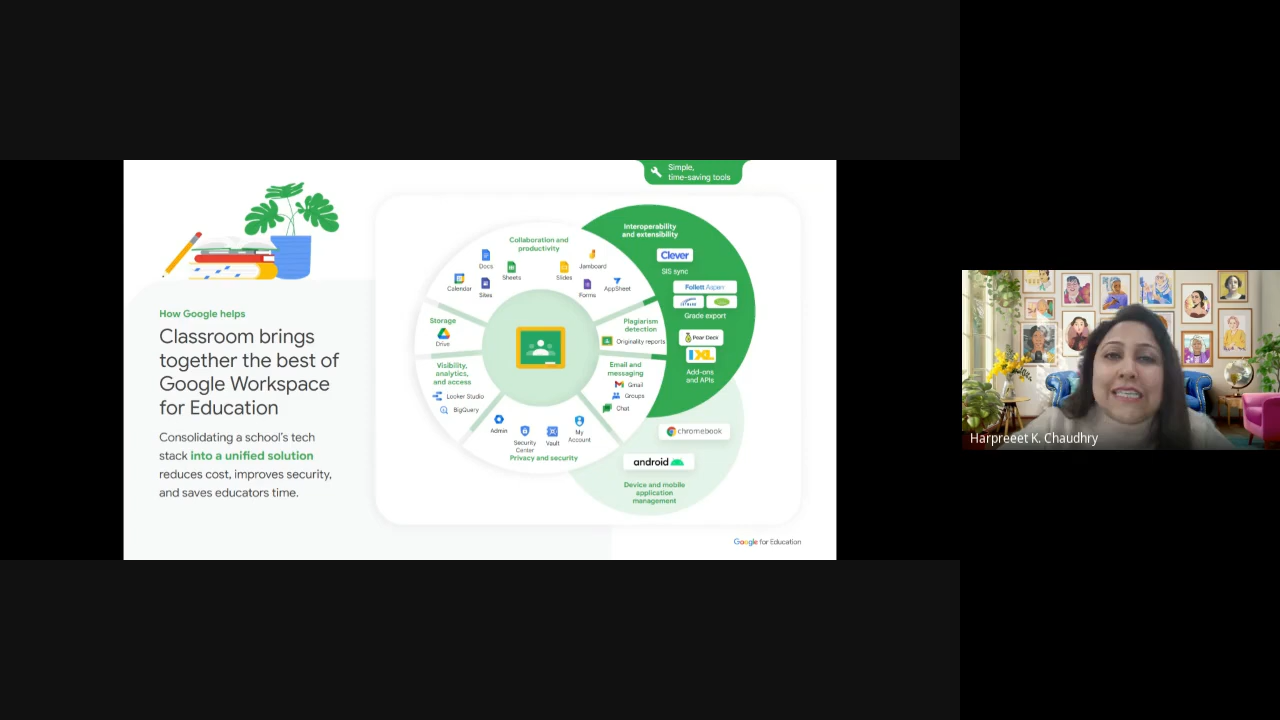 Simple,
time-saving tools
How Google helps
Classroom brings
together the best of
Google Workspace
for Education
Consolidating a school's tech
stack into a unified solution
reduces cost, improves security,
and saves educators time.
Collaboration and
productivity
Docs
Sheets
Slides
Jamboard
Calendar
Sites
Forms
AppSheet
Storage
Drive
Visibility,
analytics,
and access
Looker Studio
BigQuery
Admin
Security
Center
Vault
My
Account
Privacy and security
Plagiarism
detection
Originality reports
Email and
messaging
Gmail
Groups
Chat
Interoperability
and extensibility
Clever
SIS sync
Follett Aspen
Grade export
Pear Deck
IXL
Add-ons
and APIs
chromebook
android
Device and mobile
application
management
Google for Education
Harpreeet K. Chaudhry